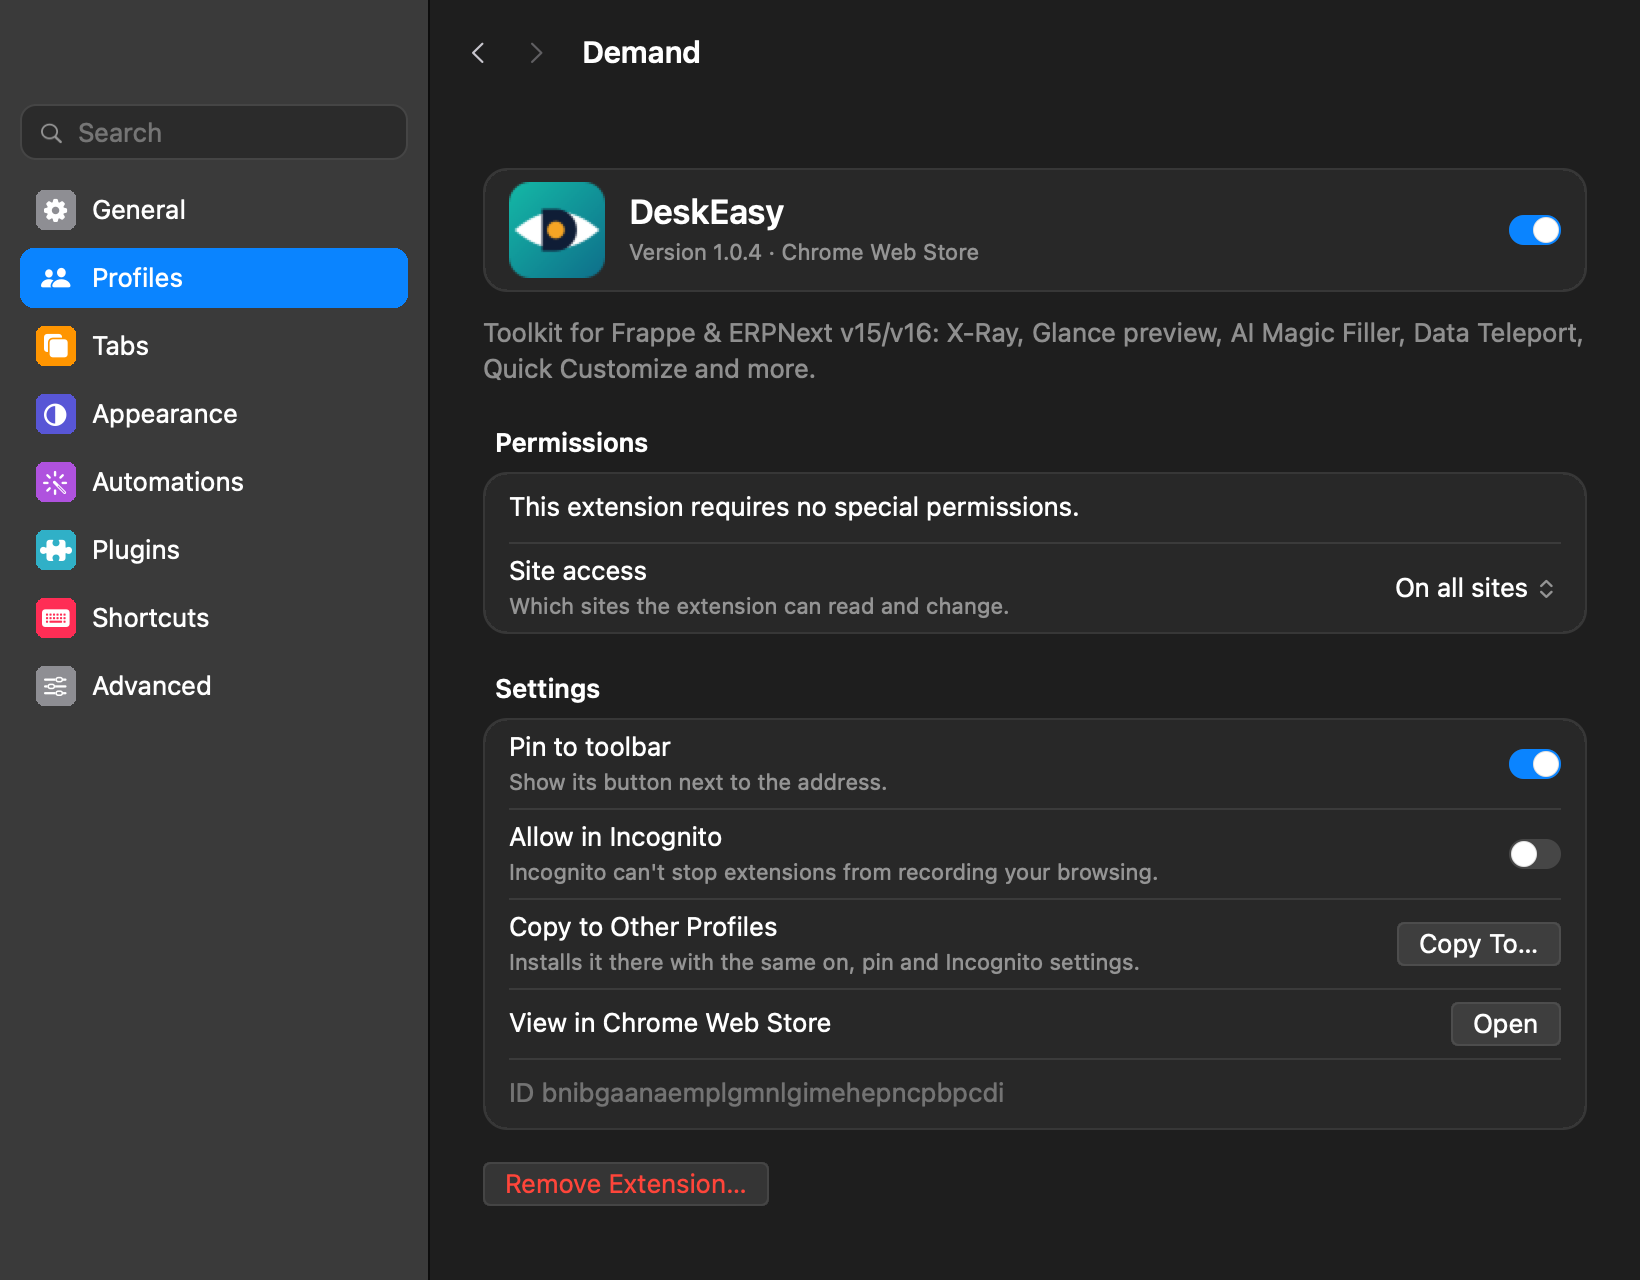 Demand
Search
General
Profiles
Tabs
Appearance
Automations
Plugins
Shortcuts
Advanced
DeskEasy
Version 1.0.4 · Chrome Web Store
Toolkit for Frappe & ERPNext v15/v16: X-Ray, Glance preview, AI Magic Filler, Data Teleport,
Quick Customize and more.
Permissions
This extension requires no special permissions.
Site access
Which sites the extension can read and change.
On all sites
Settings
Pin to toolbar
Show its button next to the address.
Allow in Incognito
Incognito can't stop extensions from recording your browsing.
Copy to Other Profiles
Installs it there with the same on, pin and Incognito settings.
Copy To...
View in Chrome Web Store
Open
ID bnibgaanaemplgmnlgimehepncpbpcdi
Remove Extension...